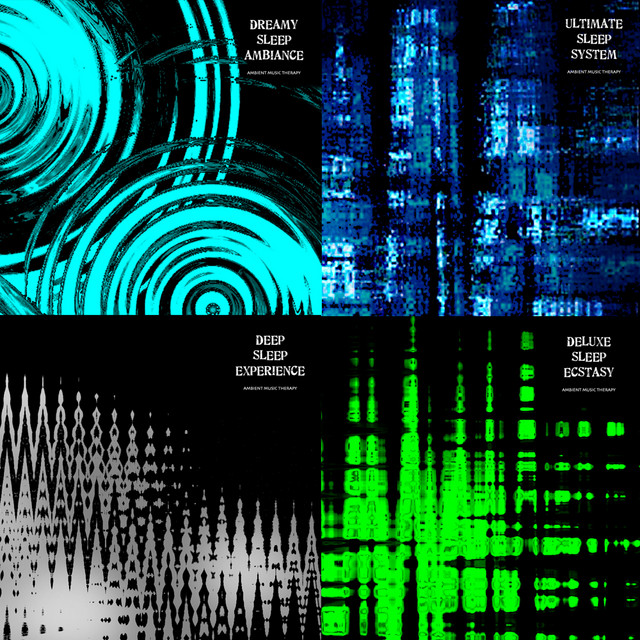 DREAMY
SLEEP
AMBIANCE
AMBIENT MUSIC THERAPY
ULTIMATE
SLEEP
SYSTEM
AMBIENT MUSIC THERAPY
DEEP
SLEEP
EXPERIENCE
AMBIENT MUSIC THERAPY
DELUXE
SLEEP
ECSTASY
AMBIENT MUSIC THERAPY